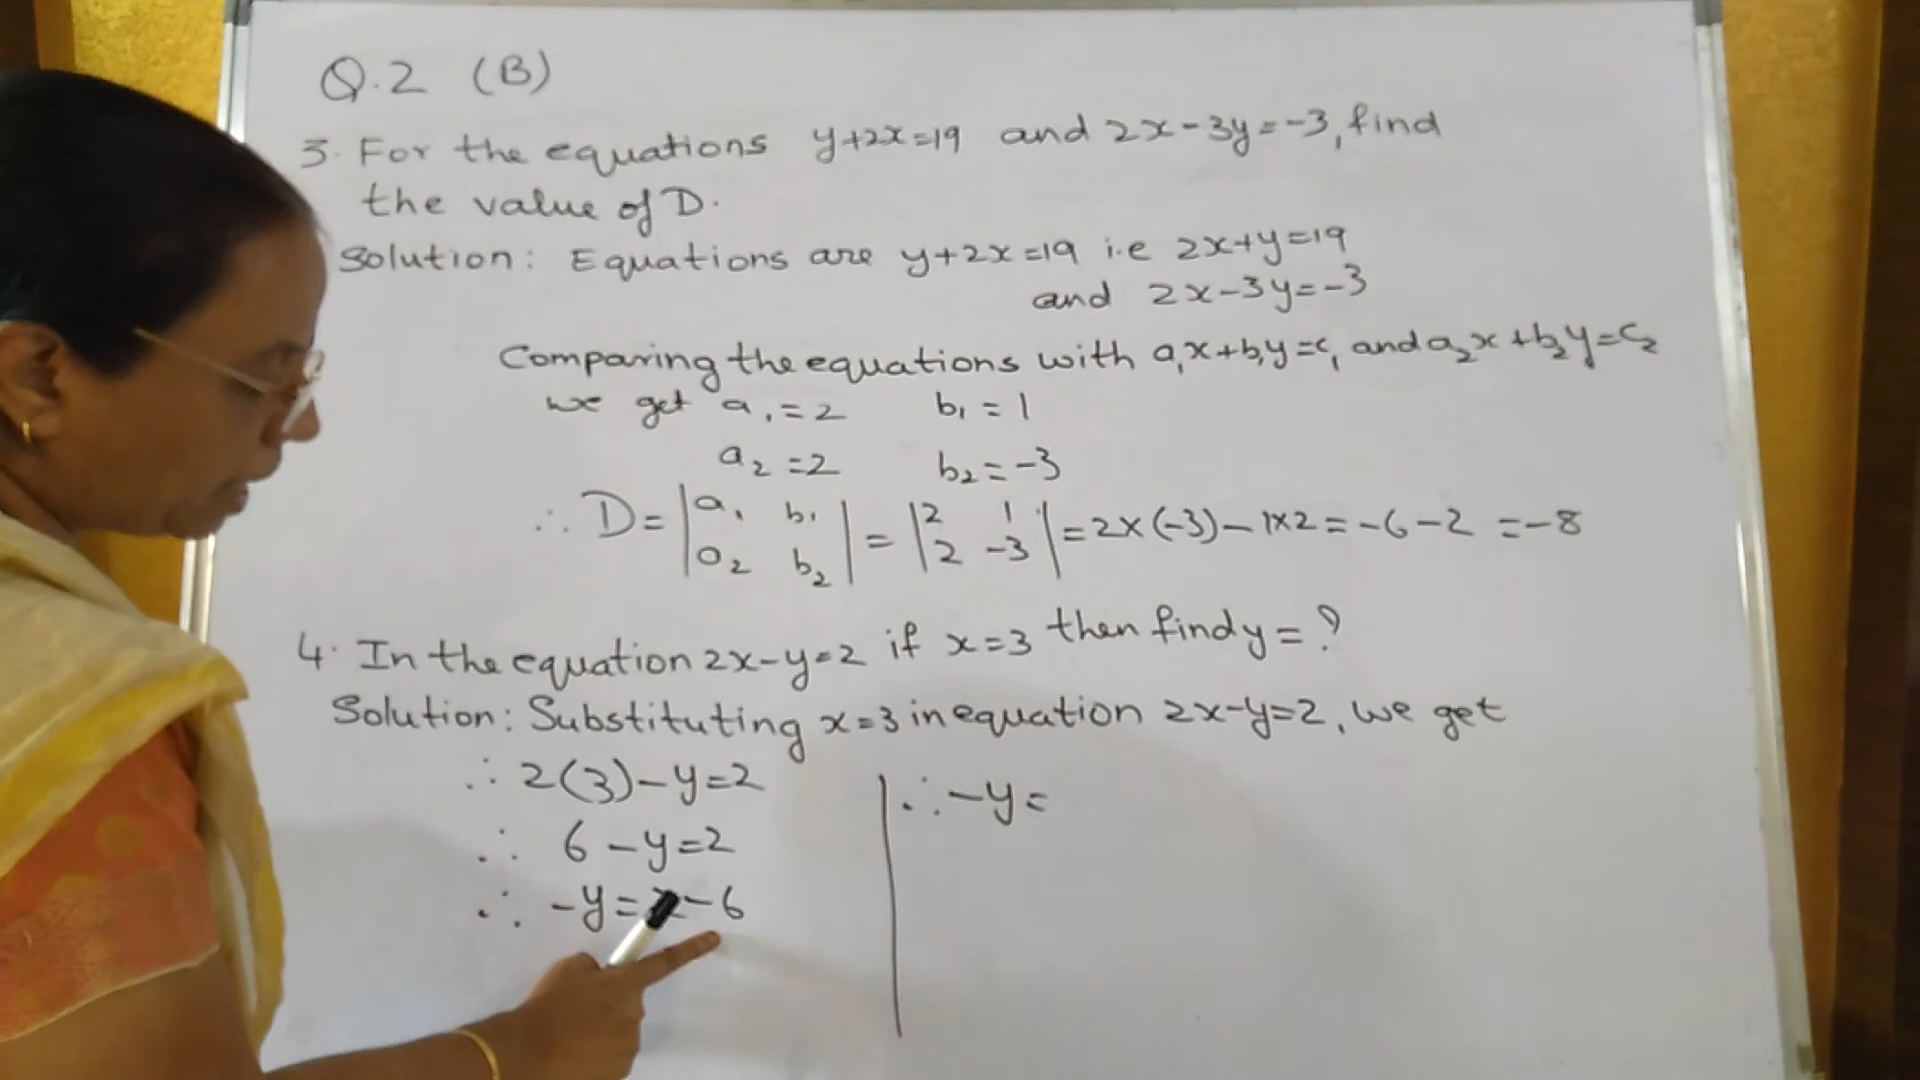 Q.2 (B)
3. For the equations y+2x=19 and 2x-3y=-3, find
the value of D.
Solution: Equations are y+2x=19 i.e 2x+y=19
and 2x-3y=-3
Comparing the equations with a₁x+b₁y=c₁ and a₂x+b₂y=c₂
we get a₁=2 b₁=1
a₂=2 b₂=-3
∴ D=|a₁ b₁| = |2 1| =2×(-3)-1×2=-6-2 =-8
|a₂ b₂| |2 -3|
4. In the equation 2x-y=2 if x=3 then find y=?
Solution: Substituting x=3 in equation 2x-y=2, we get
∴ 2(3)-y=2
∴ 6-y=2
∴ -y= -6
∴ -y=